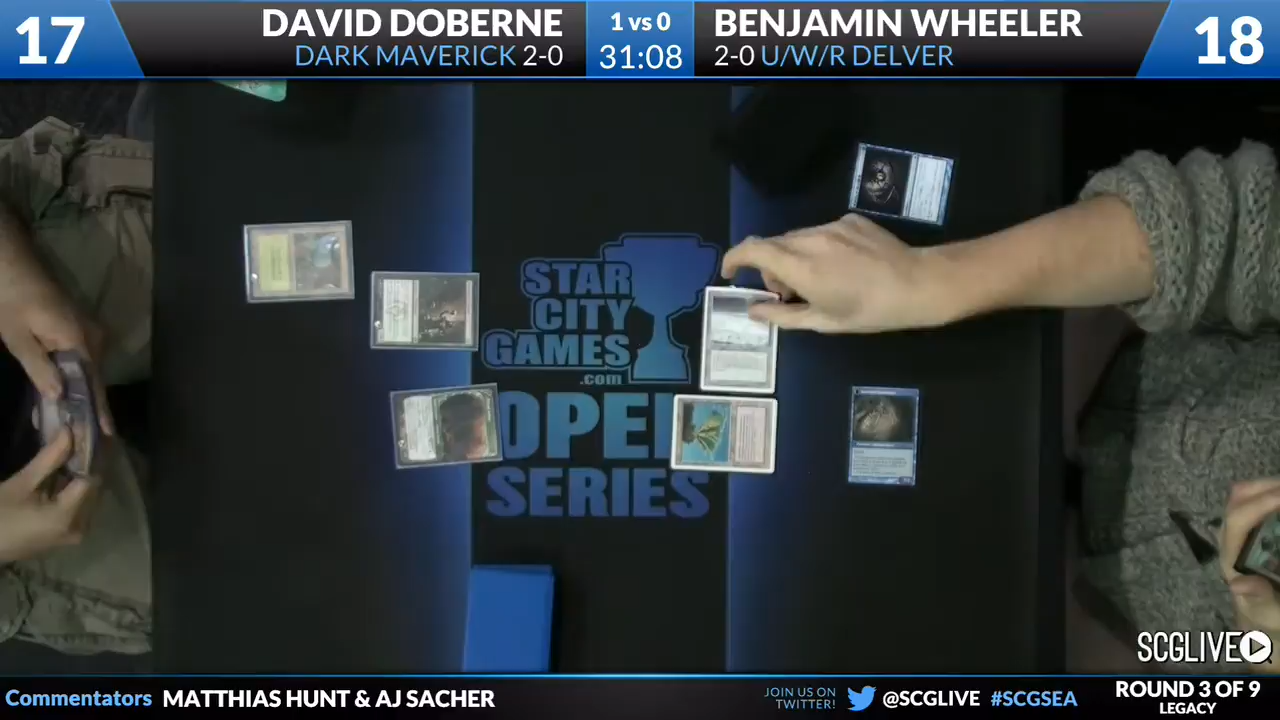 17
DAVID DOBERNE
DARK MAVERICK 2-0
1 vs 0
31:08
BENJAMIN WHEELER
2-0 U/W/R DELVER
18
STAR
CITY
GAMES
.com
OPEN
SERIES
SCGLIVE
Commentators MATTHIAS HUNT & AJ SACHER
JOIN US ON
TWITTER!
@SCGLIVE #SCGSEA
ROUND 3 OF 9
LEGACY